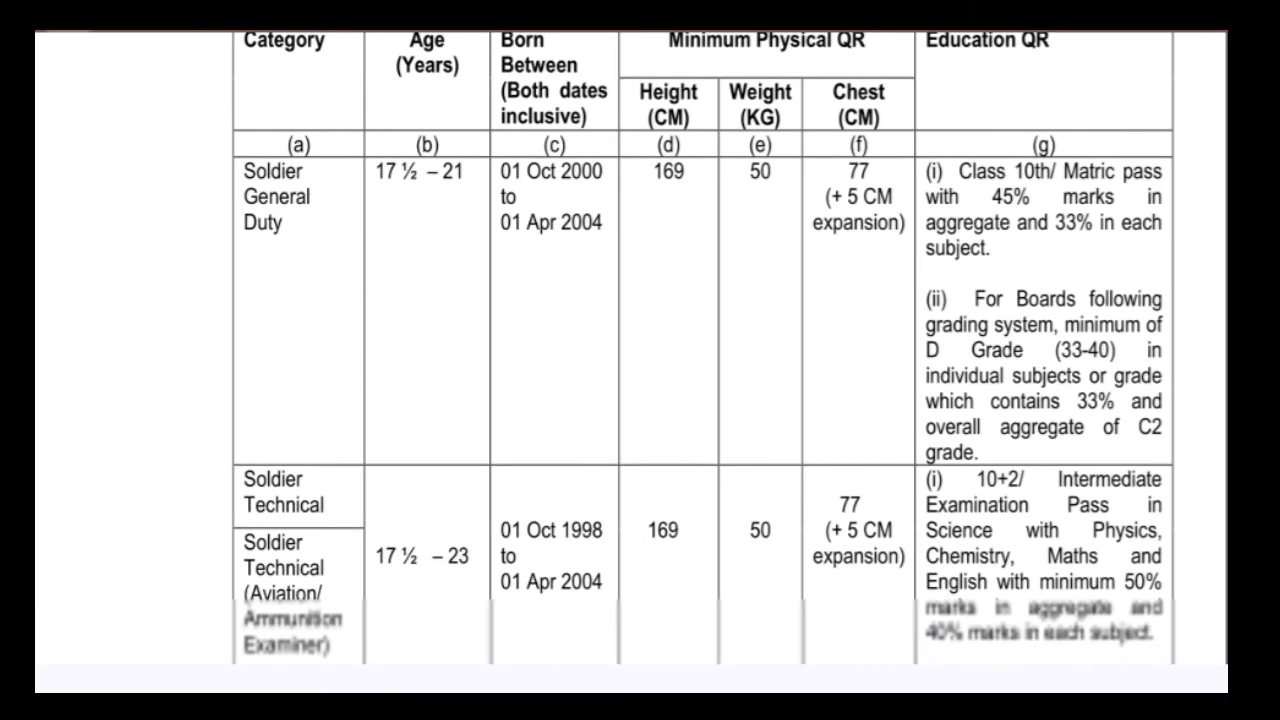 Category
Age
(Years)
Born
Between
(Both dates
inclusive)
Minimum Physical QR
Education QR
Height
(CM)
Weight
(KG)
Chest
(CM)
(a)
(b)
(c)
(d)
(e)
(f)
(g)
Soldier
General
Duty
17 ½ – 21
01 Oct 2000
to
01 Apr 2004
169
50
77
(+ 5 CM
expansion)
(i) Class 10th/ Matric pass
with 45% marks in
aggregate and 33% in each
subject.
(ii) For Boards following
grading system, minimum of
D Grade (33-40) in
individual subjects or grade
which contains 33% and
overall aggregate of C2
grade.
Soldier
Technical
Soldier
Technical
(Aviation/
Ammunition
Examiner)
17 ½ – 23
01 Oct 1998
to
01 Apr 2004
169
50
77
(+ 5 CM
expansion)
(i) 10+2/ Intermediate
Examination Pass in
Science with Physics,
Chemistry, Maths and
English with minimum 50%
marks in aggregate and
40% marks in each subject.